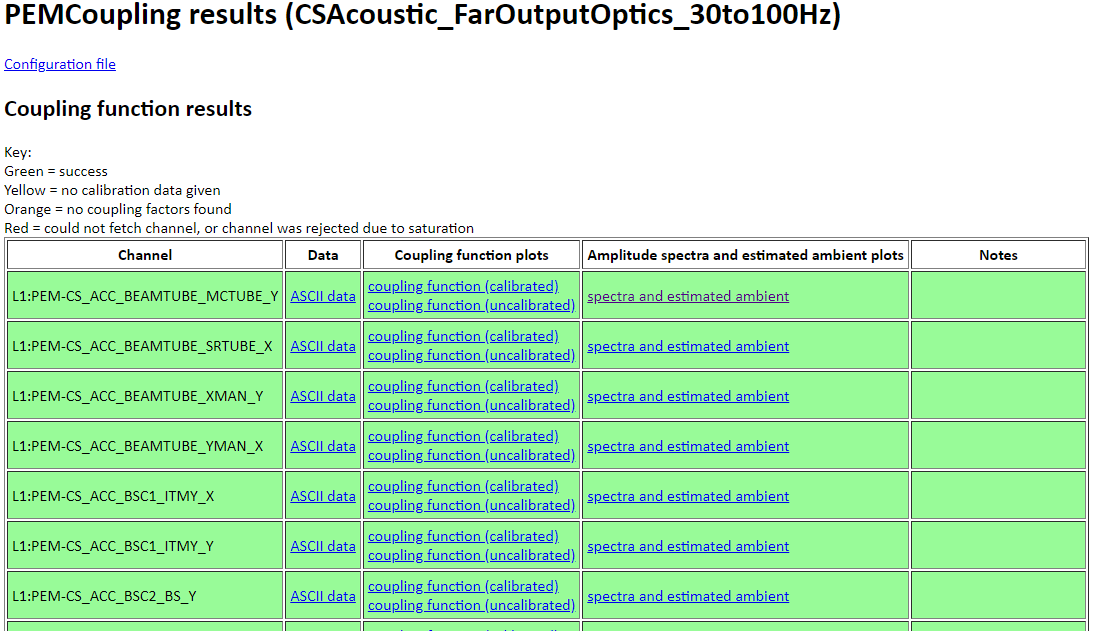 PEMCoupling results (CSAcoustic_FarOutputOptics_30to100Hz)
Configuration file
Coupling function results
Key:
Green = success
Yellow = no calibration data given
Orange = no coupling factors found
Red = could not fetch channel, or channel was rejected due to saturation
Channel Data Coupling function plots Amplitude spectra and estimated ambient plots Notes
L1:PEM-CS_ACC_BEAMTUBE_MCTUBE_Y ASCII data coupling function (calibrated) spectra and estimated ambient
coupling function (uncalibrated)
L1:PEM-CS_ACC_BEAMTUBE_SRTUBE_X ASCII data coupling function (calibrated) spectra and estimated ambient
coupling function (uncalibrated)
L1:PEM-CS_ACC_BEAMTUBE_XMAN_Y ASCII data coupling function (calibrated) spectra and estimated ambient
coupling function (uncalibrated)
L1:PEM-CS_ACC_BEAMTUBE_YMAN_X ASCII data coupling function (calibrated) spectra and estimated ambient
coupling function (uncalibrated)
L1:PEM-CS_ACC_BSC1_ITMY_X ASCII data coupling function (calibrated) spectra and estimated ambient
coupling function (uncalibrated)
L1:PEM-CS_ACC_BSC1_ITMY_Y ASCII data coupling function (calibrated) spectra and estimated ambient
coupling function (uncalibrated)
L1:PEM-CS_ACC_BSC2_BS_Y ASCII data coupling function (calibrated) spectra and estimated ambient
coupling function (uncalibrated)